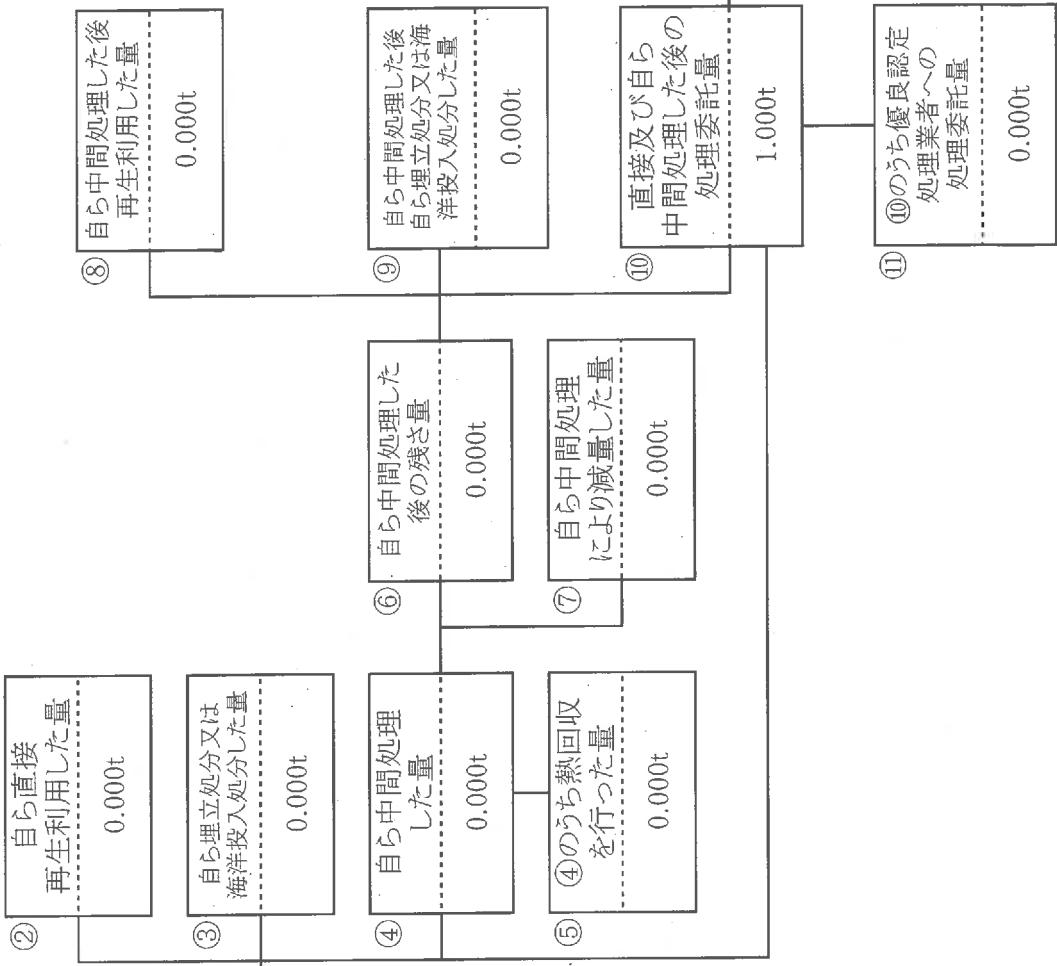 ②
自ら直接
再生利用した量
0.000t
③
自ら埋立処分又は
海洋投入処分した量
0.000t
④
自ら中間処理
した量
0.000t
⑤
④のうち熱回収
を行った量
0.000t
⑥
自ら中間処理した
後の残さ量
0.000t
⑦
自ら中間処理
により減量した量
0.000t
⑧
自ら中間処理した後
再生利用した量
0.000t
⑨
自ら中間処理した後
自ら埋立処分又は海
洋投入処分した量
0.000t
⑩
直接及び自ら
中間処理した後の
処理委託量
1.000t
⑪
⑩のうち優良認定
処理業者への
処理委託量
0.000t